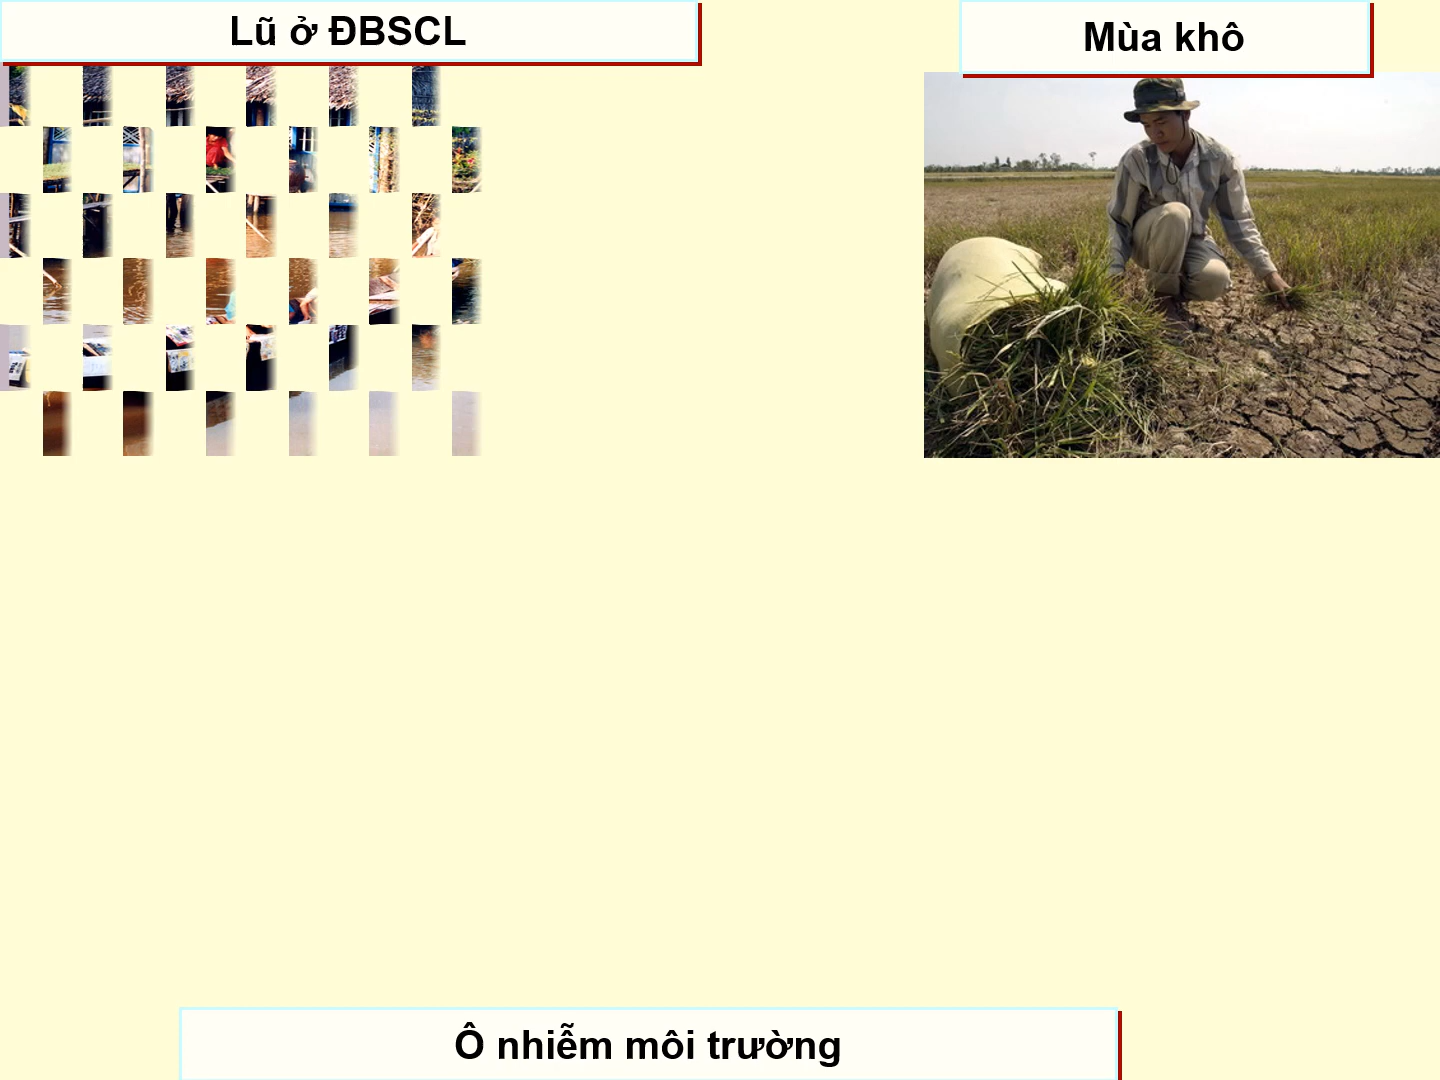 Lũ ở ĐBSCL
Mùa khô
Ô nhiễm môi trường